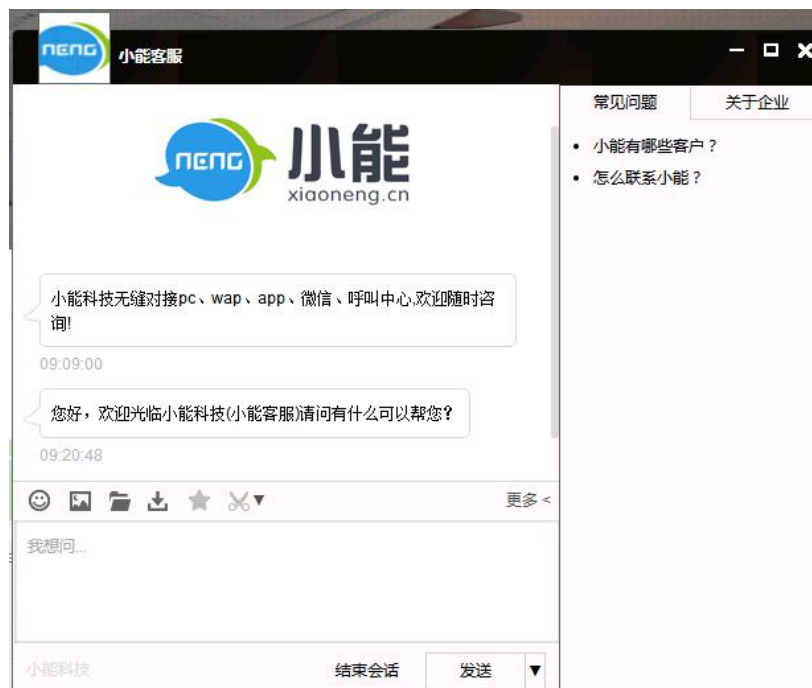 neng
小能客服
neng
小能
xiaoneng.cn
小能科技无缝对接pc、wap、app、微信、呼叫中心,欢迎随时咨
询!
09:09:00
您好，欢迎光临小能科技(小能客服)请问有什么可以帮您?
09:20:48
更多 <
我想问...
小能科技
结束会话
发送
常见问题
关于企业
• 小能有哪些客户？
• 怎么联系小能？